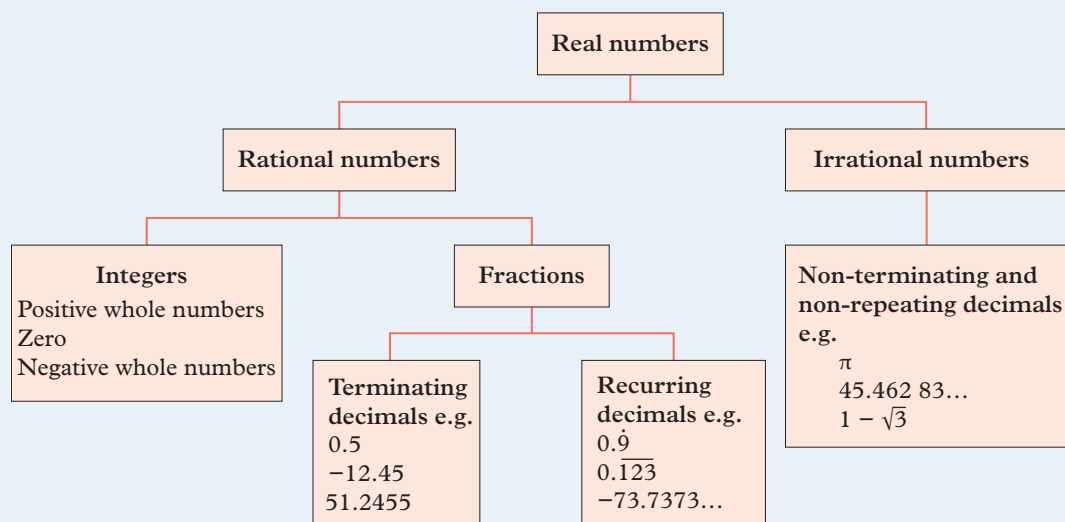 Real numbers
Rational numbers
Irrational numbers
Integers
Positive whole numbers
Zero
Negative whole numbers
Fractions
Terminating
decimals e.g.
0.5
−12.45
51.2455
Recurring
decimals e.g.
0.9̇
0.1̅2̅3̅
−73.7373…
Non-terminating and
non-repeating decimals
e.g.
π
45.462 83…
1 − √3